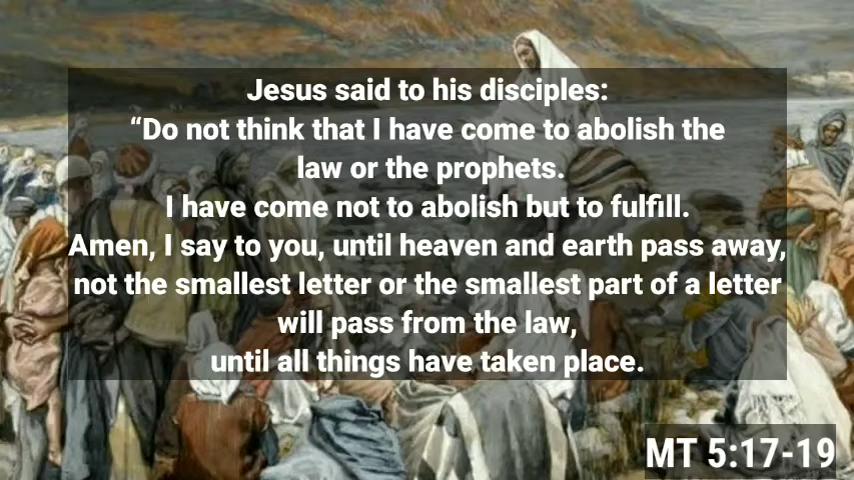 Jesus said to his disciples:
“Do not think that I have come to abolish the
law or the prophets.
I have come not to abolish but to fulfill.
Amen, I say to you, until heaven and earth pass away,
not the smallest letter or the smallest part of a letter
will pass from the law,
until all things have taken place.
MT 5:17-19